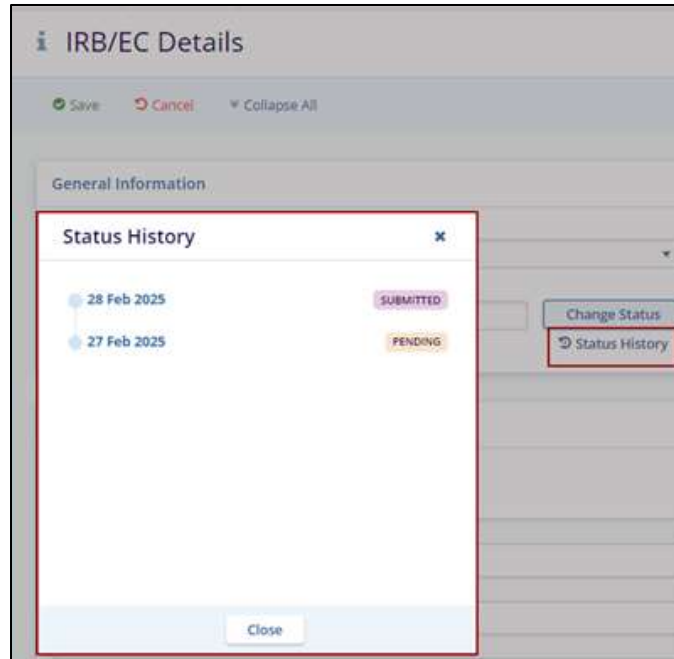 i IRB/EC Details
Save Cancel Collapse All
General Information
Status History
28 Feb 2025 SUBMITTED
27 Feb 2025 PENDING
Change Status
Status History
Close